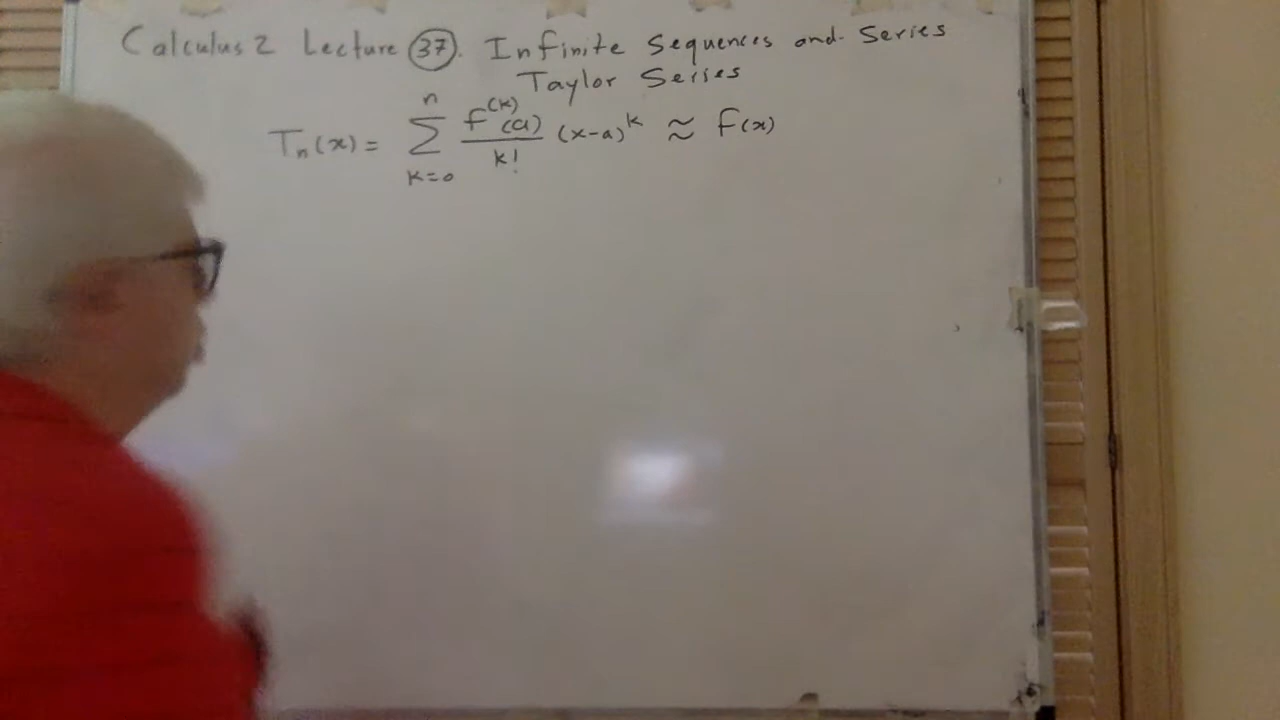 Calculus 2 Lecture 37. Infinite Sequences and Series
Taylor Series
Tₙ(x) = ∑_{k=0}^{n} f^{(k)}(a)/k! (x-a)^k ≈ f(x)